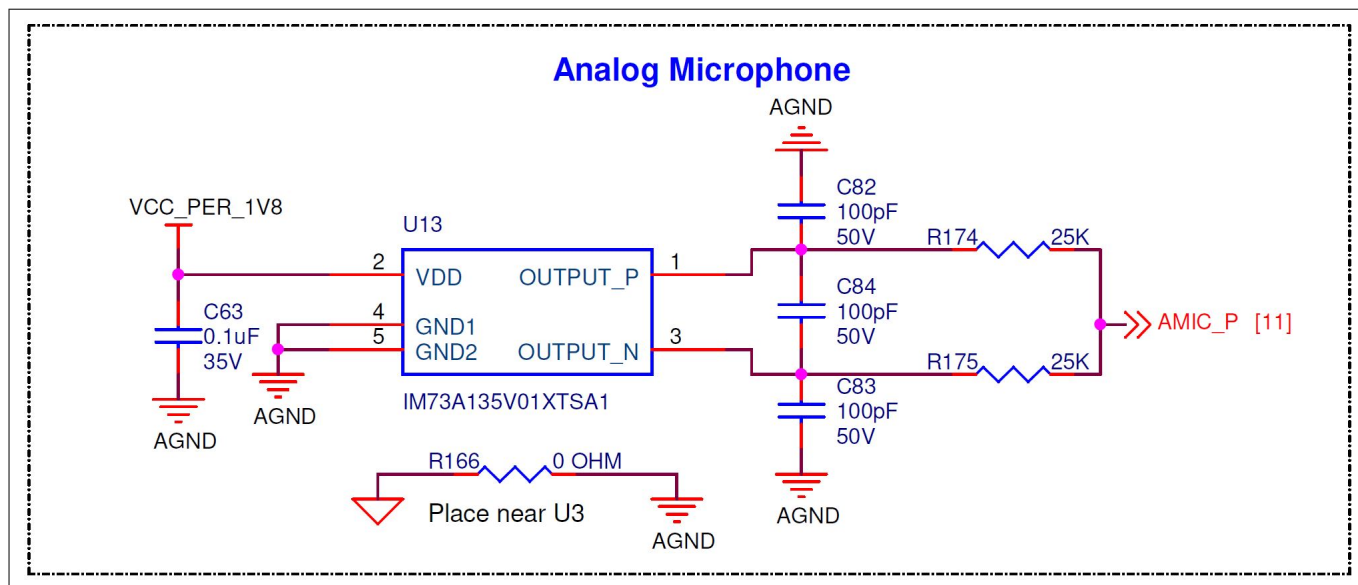 Analog Microphone
AGND
VCC_PER_1V8
C82
100pF
50V
U13
R174 25K
2 VDD OUTPUT_P 1
C84
100pF
50V
C63
0.1uF
35V
4 GND1
5 GND2 OUTPUT_N 3
AMIC_P [11]
R175 25K
C83
100pF
50V
IM73A135V01XTSA1
AGND
AGND
R166 0 OHM
Place near U3
AGND
AGND